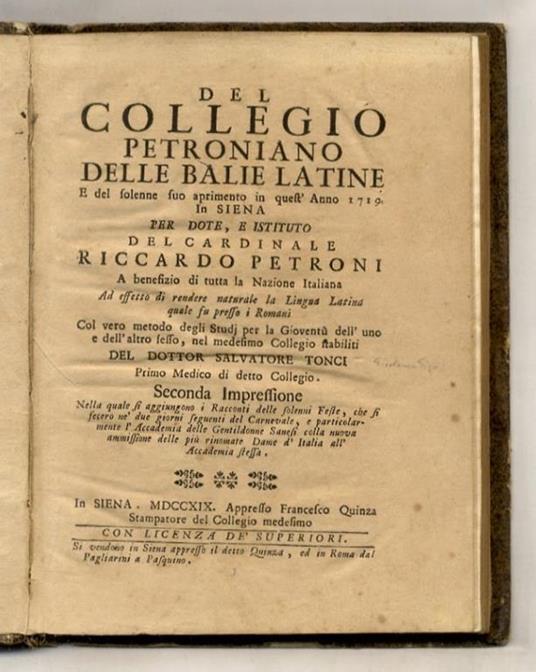 DEL
COLLEGIO
PETRONIANO
DELLE BALIE LATINE
E del ſolenne ſuo aprimento in queſt' Anno 1719.
In SIENA
PER DOTE, E ISTITUTO
DEL CARDINALE
RICCARDO PETRONI
A benefizio di tutta la Nazione Italiana
Ad effetto di rendere naturale la Lingua Latina
quale fu preſſo i Romani
Col vero metodo degli Studj per la Gioventù dell' uno
e dell'altro ſeſſo, nel medeſimo Collegio ſtabiliti
DEL DOTTOR SALVATORE TONCI
Primo Medico di detto Collegio.
Seconda Impreſſione
Nella quale ſi aggiungono i Racconti delle ſolenni Feſte, che ſi
fecero ne' due giorni ſeguenti del Carnevale, e particolar-
mente l' Accademia delle Gentildonne Saneſi colla nuova
ammiſſione delle più rinomate Dame d' Italia all'
Accademia ſteſſa.
In SIENA. MDCCXIX. Appreſſo Franceſco Quinza
Stampatore del Collegio medeſimo
CON LICENZA DE' SUPERIORI.
Si vendono in Siena appreſſo il detto Quinza, ed in Roma dal
Pagliarini a Paſquino.